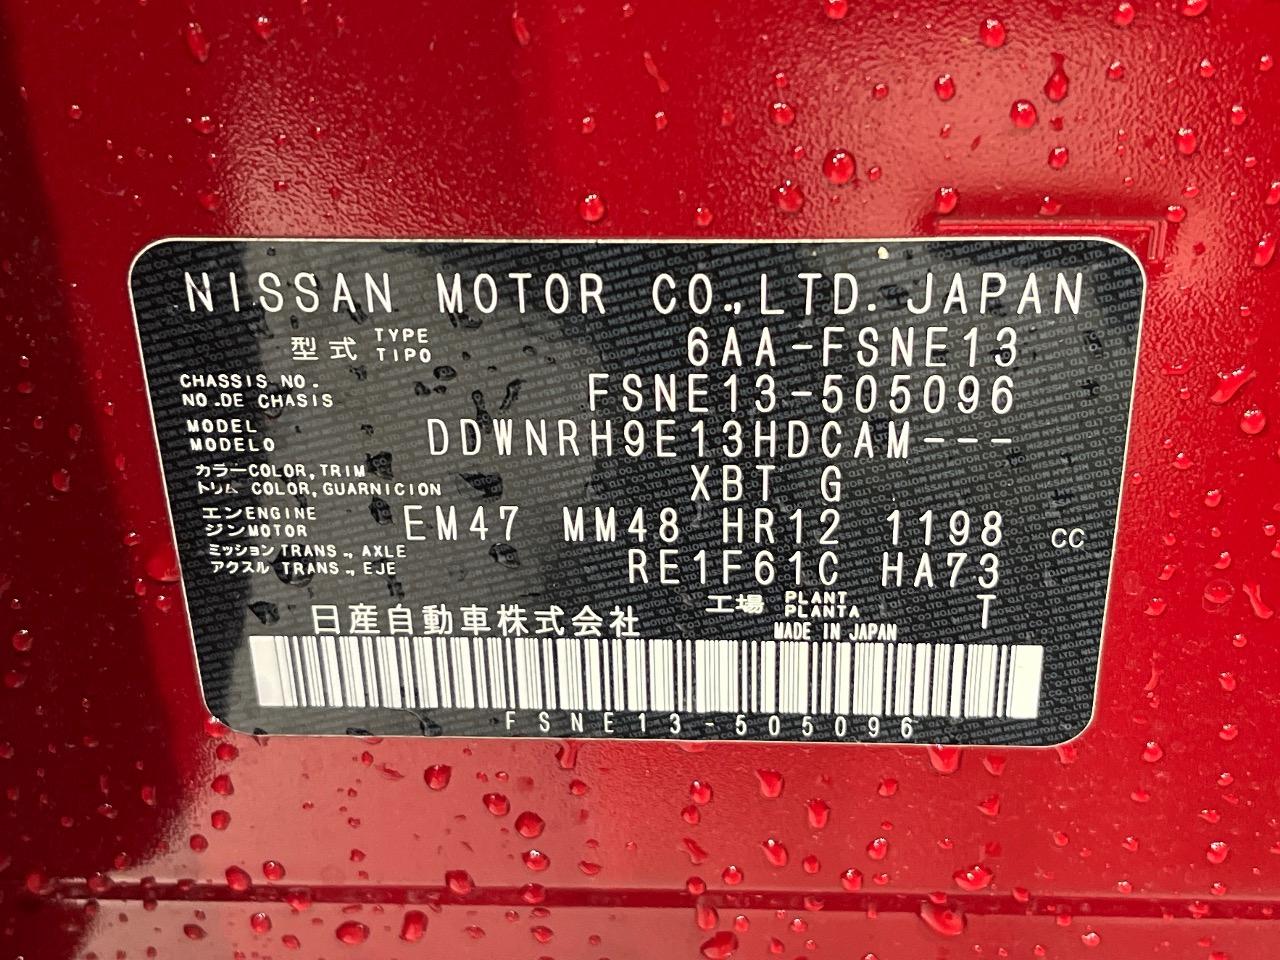 NISSAN MOTOR CO.,LTD. JAPAN
型式 TYPE TIPO 6AA-FSNE13
CHASSIS NO. NO.DE CHASIS FSNE13-505096
MODEL MODELO DDWNRH9E13HDCAM---
カラー COLOR,TRIM トリム COLOR,GUARNICION XBT G
エンジン ENGINE MOTOR EM47 MM48 HR12 1198 CC
ミッション TRANS., AXLE アクスル TRANS., EJE RE1F61C HA73
工場 PLANT PLANTA T
日産自動車株式会社 MADE IN JAPAN
FSNE13-505096